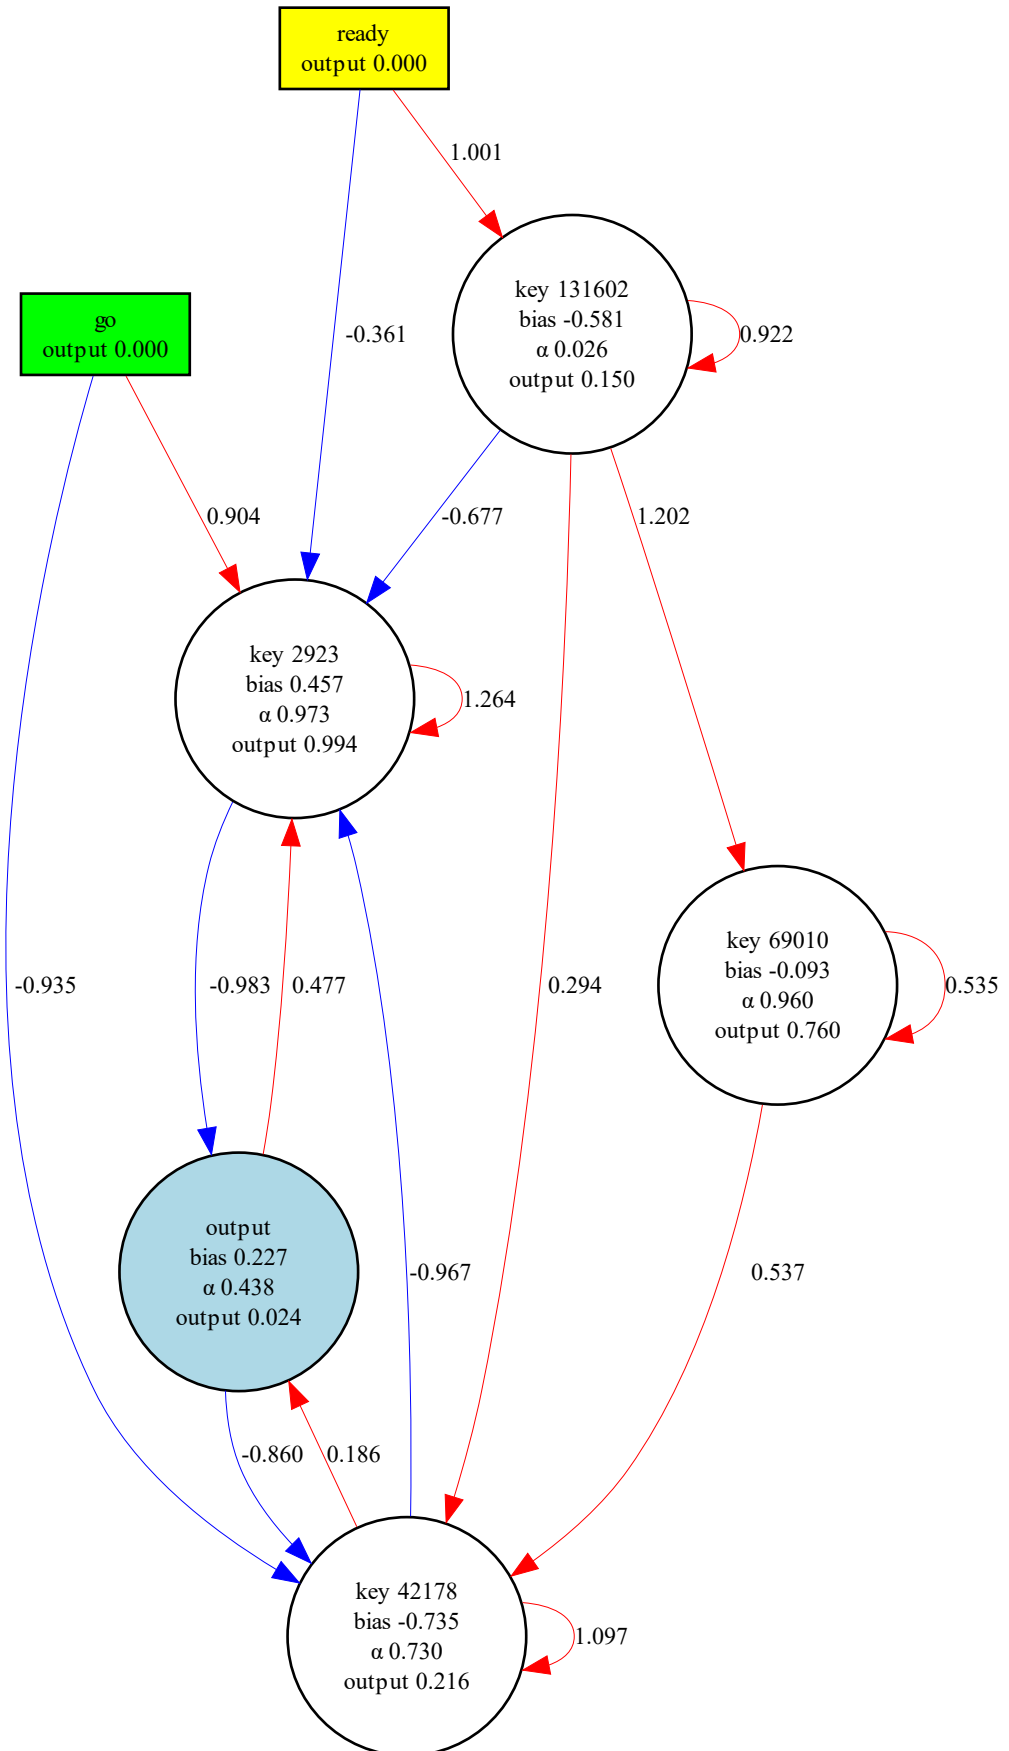 ready
output 0.000
1.001
key 131602
bias -0.581
α 0.026
output 0.150
0.922
go
output 0.000
-0.361
0.904
-0.677
1.202
key 2923
bias 0.457
α 0.973
output 0.994
1.264
key 69010
bias -0.093
α 0.960
output 0.760
0.535
-0.935
-0.983
0.477
0.294
output
bias 0.227
α 0.438
output 0.024
-0.967
0.537
-0.860
0.186
key 42178
bias -0.735
α 0.730
output 0.216
1.097